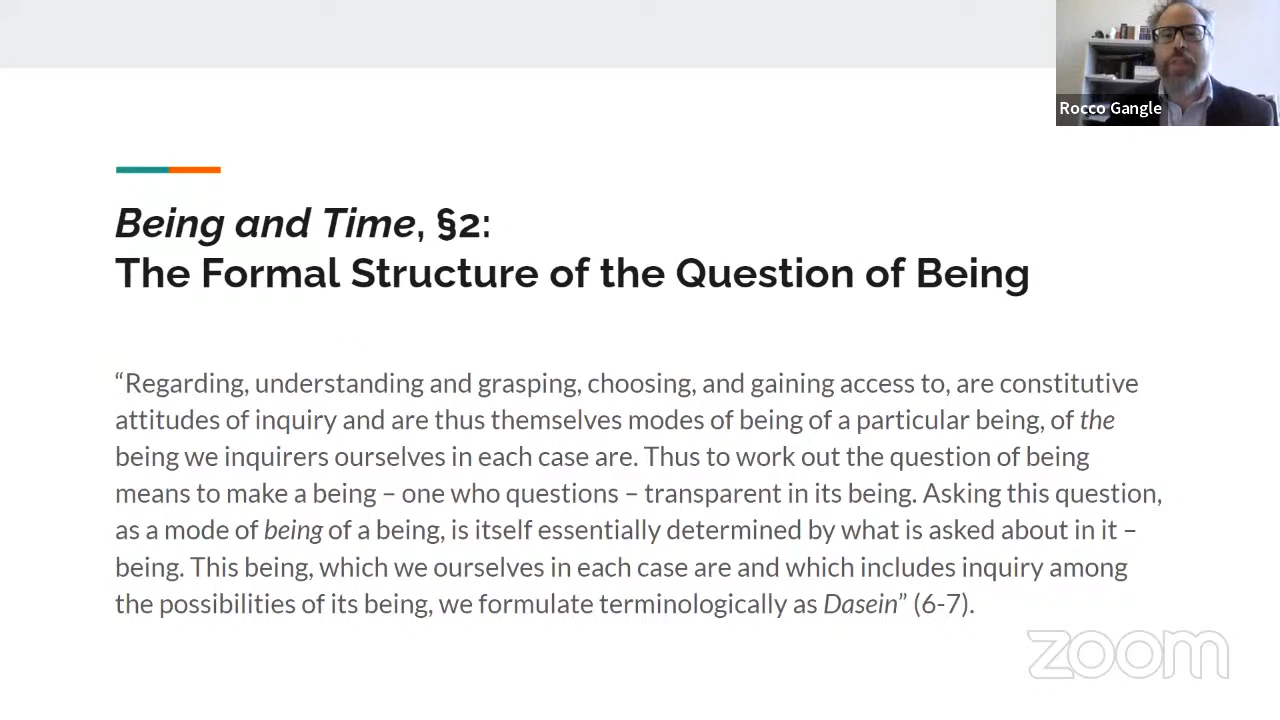 Rocco Gangle
Being and Time, §2:
The Formal Structure of the Question of Being
“Regarding, understanding and grasping, choosing, and gaining access to, are constitutive
attitudes of inquiry and are thus themselves modes of being of a particular being, of the
being we inquirers ourselves in each case are. Thus to work out the question of being
means to make a being – one who questions – transparent in its being. Asking this question,
as a mode of being of a being, is itself essentially determined by what is asked about in it –
being. This being, which we ourselves in each case are and which includes inquiry among
the possibilities of its being, we formulate terminologically as Dasein” (6-7).
zoom